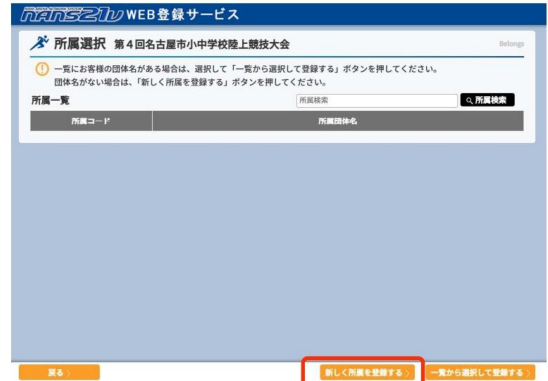 NANS21V WEB登録サービス
所属選択 第4回名古屋市小中学校陸上競技大会
Belongs
一覧にお客様の団体名がある場合は、選択して「一覧から選択して登録する」ボタンを押してください。
団体名がない場合は、「新しく所属を登録する」ボタンを押してください。
所属一覧
所属検索
所属検索
所属コード
所属団体名
戻る
新しく所属を登録する
一覧から選択して登録する